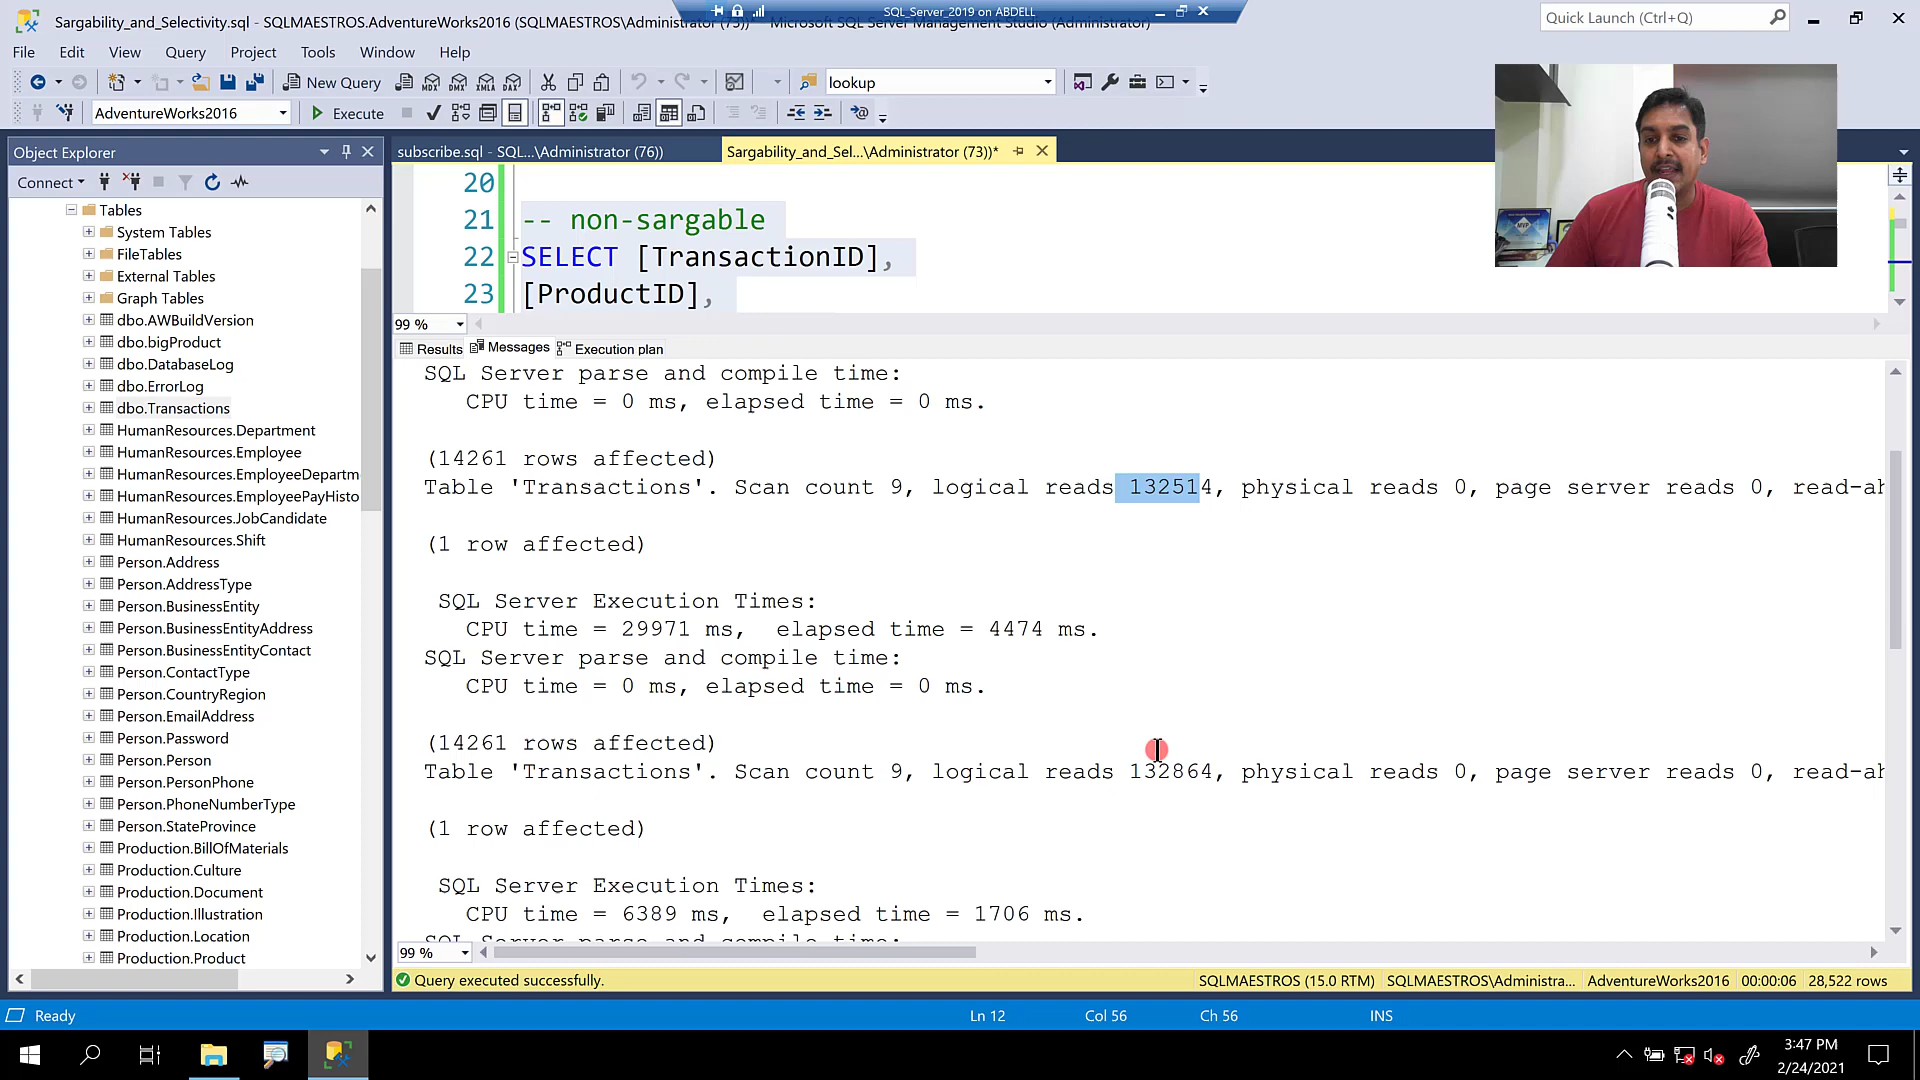 Sargability_and_Selectivity.sql - SQLMAESTROS.AdventureWorks2016 (SQLMAESTROS\Administrator (73))* - Microsoft SQL Server Management Studio (Administrator)
SQL_Server_2019 on ABDELL
Quick Launch (Ctrl+Q)
File Edit View Query Project Tools Window Help
New Query
MDX DMX XMLA DAX
lookup
AdventureWorks2016
Execute
Object Explorer
Connect
Tables
System Tables
FileTables
External Tables
Graph Tables
dbo.AWBuildVersion
dbo.bigProduct
dbo.DatabaseLog
dbo.ErrorLog
dbo.Transactions
HumanResources.Department
HumanResources.Employee
HumanResources.EmployeeDepartm
HumanResources.EmployeePayHisto
HumanResources.JobCandidate
HumanResources.Shift
Person.Address
Person.AddressType
Person.BusinessEntity
Person.BusinessEntityAddress
Person.BusinessEntityContact
Person.ContactType
Person.CountryRegion
Person.EmailAddress
Person.Password
Person.Person
Person.PersonPhone
Person.PhoneNumberType
Person.StateProvince
Production.BillOfMaterials
Production.Culture
Production.Document
Production.Illustration
Production.Location
Production.Product
subscribe.sql - SQL...\Administrator (76))
Sargability_and_Sel...\Administrator (73))*
20
21 -- non-sargable
22 SELECT [TransactionID],
23 [ProductID],
99 %
Results Messages Execution plan
SQL Server parse and compile time:
CPU time = 0 ms, elapsed time = 0 ms.
(14261 rows affected)
Table 'Transactions'. Scan count 9, logical reads 132514, physical reads 0, page server reads 0, read-ah
(1 row affected)
SQL Server Execution Times:
CPU time = 29971 ms, elapsed time = 4474 ms.
SQL Server parse and compile time:
CPU time = 0 ms, elapsed time = 0 ms.
(14261 rows affected)
Table 'Transactions'. Scan count 9, logical reads 132864, physical reads 0, page server reads 0, read-ah
(1 row affected)
SQL Server Execution Times:
CPU time = 6389 ms, elapsed time = 1706 ms.
SQL Server parse and compile time:
99 %
Query executed successfully.
SQLMAESTROS (15.0 RTM) SQLMAESTROS\Administra... AdventureWorks2016 00:00:06 28,522 rows
Ready
Ln 12 Col 56 Ch 56 INS
3:47 PM
2/24/2021